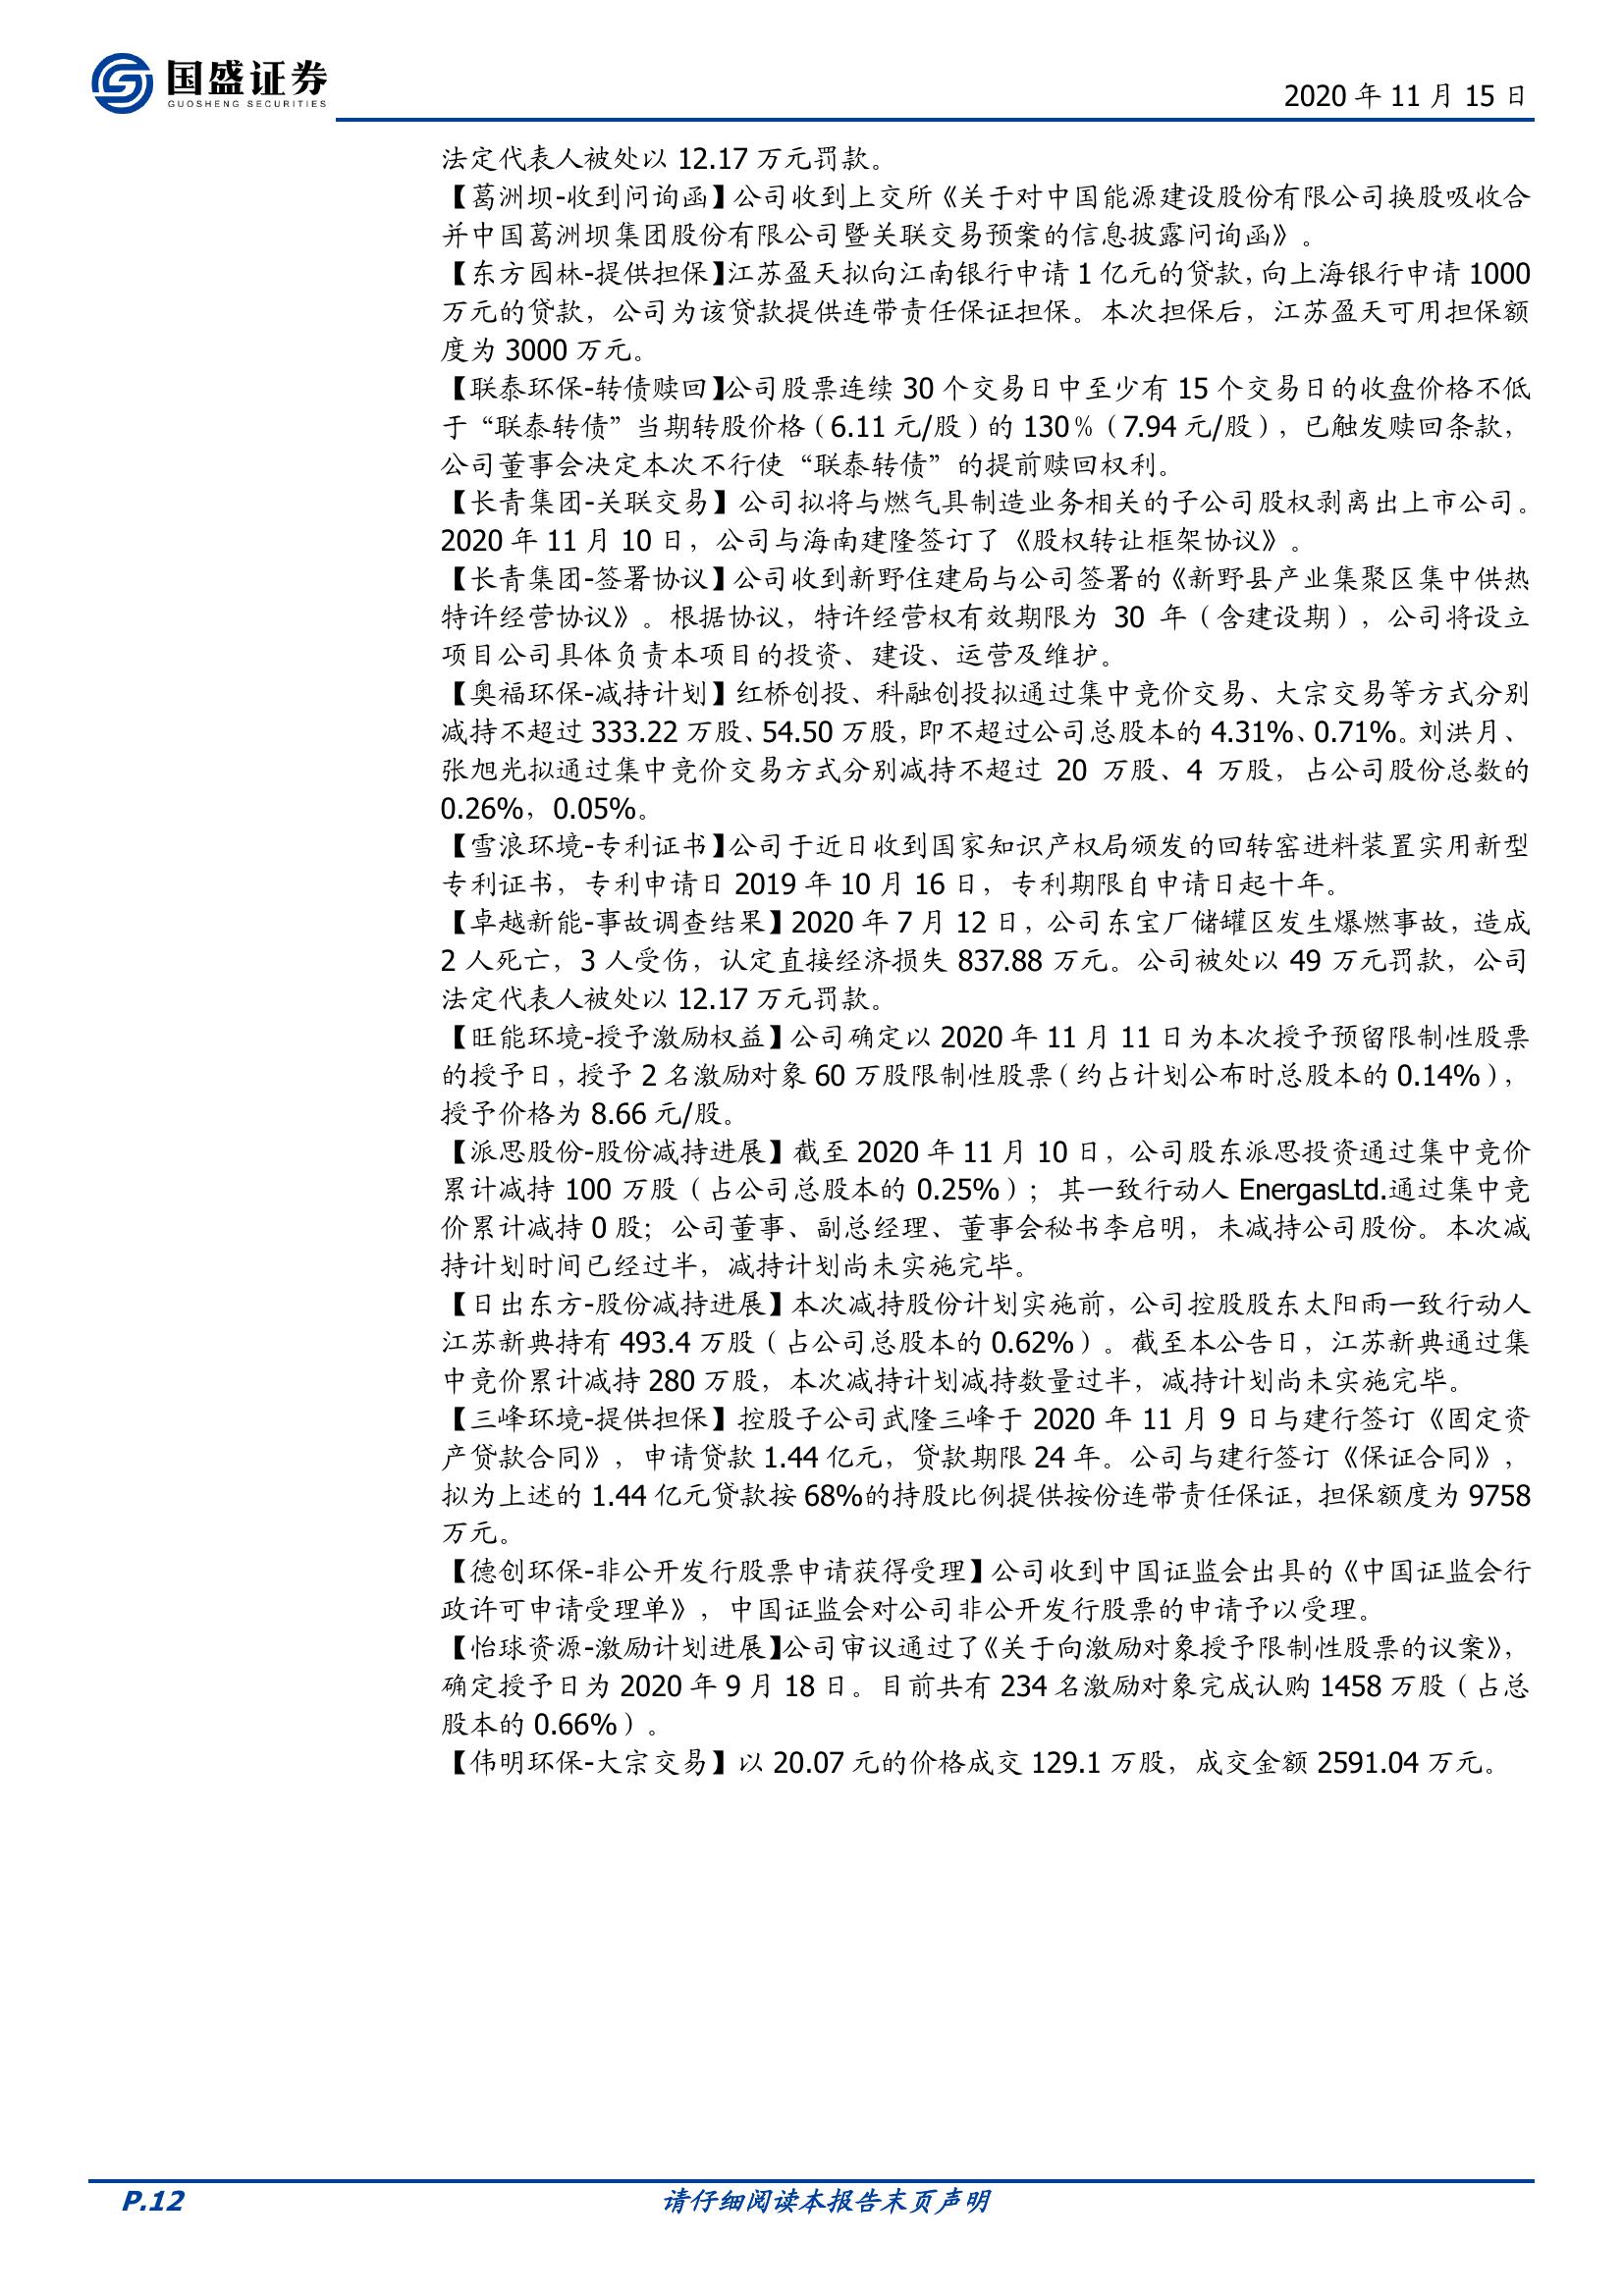 国盛证券
GUOSHENG SECURITIES
2020 年 11 月 15 日
法定代表人被处以 12.17 万元罚款。
【葛洲坝-收到问询函】公司收到上交所《关于对中国能源建设股份有限公司换股吸收合
并中国葛洲坝集团股份有限公司暨关联交易预案的信息披露问询函》。
【东方园林-提供担保】江苏盈天拟向江南银行申请 1 亿元的贷款，向上海银行申请 1000
万元的贷款，公司为该贷款提供连带责任保证担保。本次担保后，江苏盈天可用担保额
度为 3000 万元。
【联泰环保-转债赎回】公司股票连续 30 个交易日中至少有 15 个交易日的收盘价格不低
于“联泰转债”当期转股价格（6.11 元/股）的 130％（7.94 元/股），已触发赎回条款，
公司董事会决定本次不行使“联泰转债”的提前赎回权利。
【长青集团-关联交易】公司拟将与燃气具制造业务相关的子公司股权剥离出上市公司。
2020 年 11 月 10 日，公司与海南建隆签订了《股权转让框架协议》。
【长青集团-签署协议】公司收到新野住建局与公司签署的《新野县产业集聚区集中供热
特许经营协议》。根据协议，特许经营权有效期限为 30 年（含建设期），公司将设立
项目公司具体负责本项目的投资、建设、运营及维护。
【奥福环保-减持计划】红桥创投、科融创投拟通过集中竞价交易、大宗交易等方式分别
减持不超过 333.22 万股、54.50 万股，即不超过公司总股本的 4.31%、0.71%。刘洪月、
张旭光拟通过集中竞价交易方式分别减持不超过 20 万股、4 万股，占公司股份总数的
0.26%，0.05%。
【雪浪环境-专利证书】公司于近日收到国家知识产权局颁发的回转窑进料装置实用新型
专利证书，专利申请日 2019 年 10 月 16 日，专利期限自申请日起十年。
【卓越新能-事故调查结果】2020 年 7 月 12 日，公司东宝厂储罐区发生爆燃事故，造成
2 人死亡，3 人受伤，认定直接经济损失 837.88 万元。公司被处以 49 万元罚款，公司
法定代表人被处以 12.17 万元罚款。
【旺能环境-授予激励权益】公司确定以 2020 年 11 月 11 日为本次授予预留限制性股票
的授予日，授予 2 名激励对象 60 万股限制性股票（约占计划公布时总股本的 0.14%），
授予价格为 8.66 元/股。
【派思股份-股份减持进展】截至 2020 年 11 月 10 日，公司股东派思投资通过集中竞价
累计减持 100 万股（占公司总股本的 0.25%）；其一致行动人 EnergasLtd.通过集中竞
价累计减持 0 股；公司董事、副总经理、董事会秘书李启明，未减持公司股份。本次减
持计划时间已经过半，减持计划尚未实施完毕。
【日出东方-股份减持进展】本次减持股份计划实施前，公司控股股东太阳雨一致行动人
江苏新典持有 493.4 万股（占公司总股本的 0.62%）。截至本公告日，江苏新典通过集
中竞价累计减持 280 万股，本次减持计划减持数量过半，减持计划尚未实施完毕。
【三峰环境-提供担保】控股子公司武隆三峰于 2020 年 11 月 9 日与建行签订《固定资
产贷款合同》，申请贷款 1.44 亿元，贷款期限 24 年。公司与建行签订《保证合同》，
拟为上述的 1.44 亿元贷款按 68%的持股比例提供按份连带责任保证，担保额度为 9758
万元。
【德创环保-非公开发行股票申请获得受理】公司收到中国证监会出具的《中国证监会行
政许可申请受理单》，中国证监会对公司非公开发行股票的申请予以受理。
【怡球资源-激励计划进展】公司审议通过了《关于向激励对象授予限制性股票的议案》，
确定授予日为 2020 年 9 月 18 日。目前共有 234 名激励对象完成认购 1458 万股（占总
股本的 0.66%）。
【伟明环保-大宗交易】以 20.07 元的价格成交 129.1 万股，成交金额 2591.04 万元。
P.12
请仔细阅读本报告末页声明